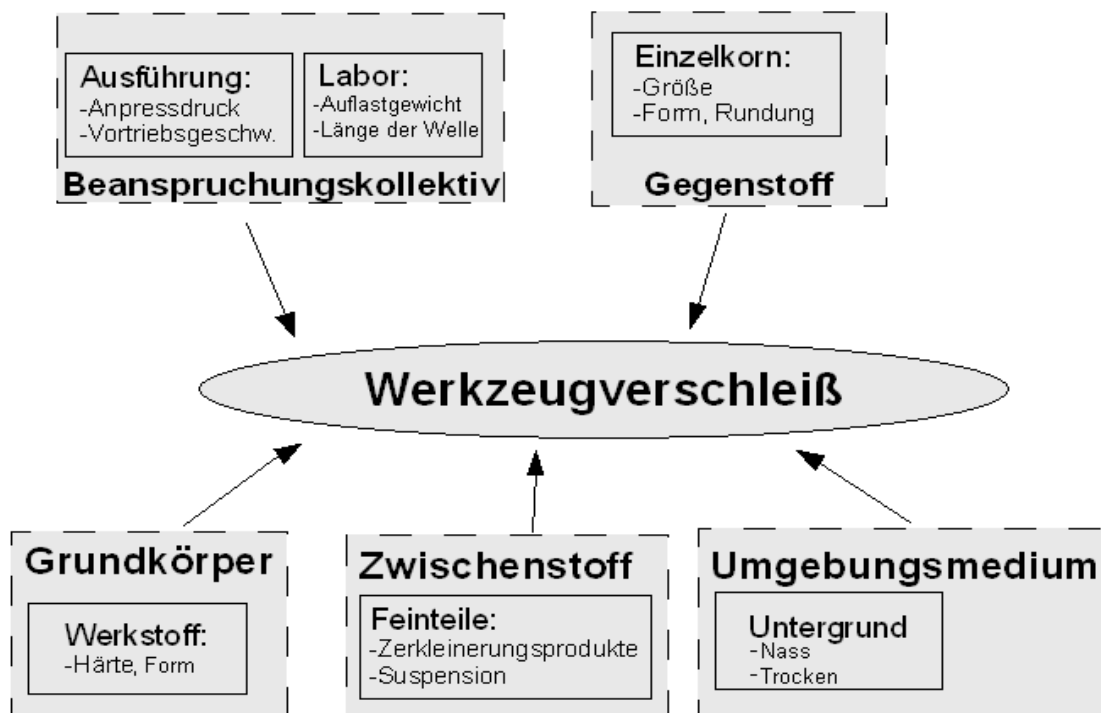 Ausführung:
-Anpressdruck
-Vortriebsgeschw.
Labor:
-Auflastgewicht
-Länge der Welle
Beanspruchungskollektiv
Einzelkorn:
-Größe
-Form, Rundung
Gegenstoff
Werkzeugverschleiß
Grundkörper
Werkstoff:
-Härte, Form
Zwischenstoff
Feinteile:
-Zerkleinerungsprodukte
-Suspension
Umgebungsmedium
Untergrund
-Nass
-Trocken